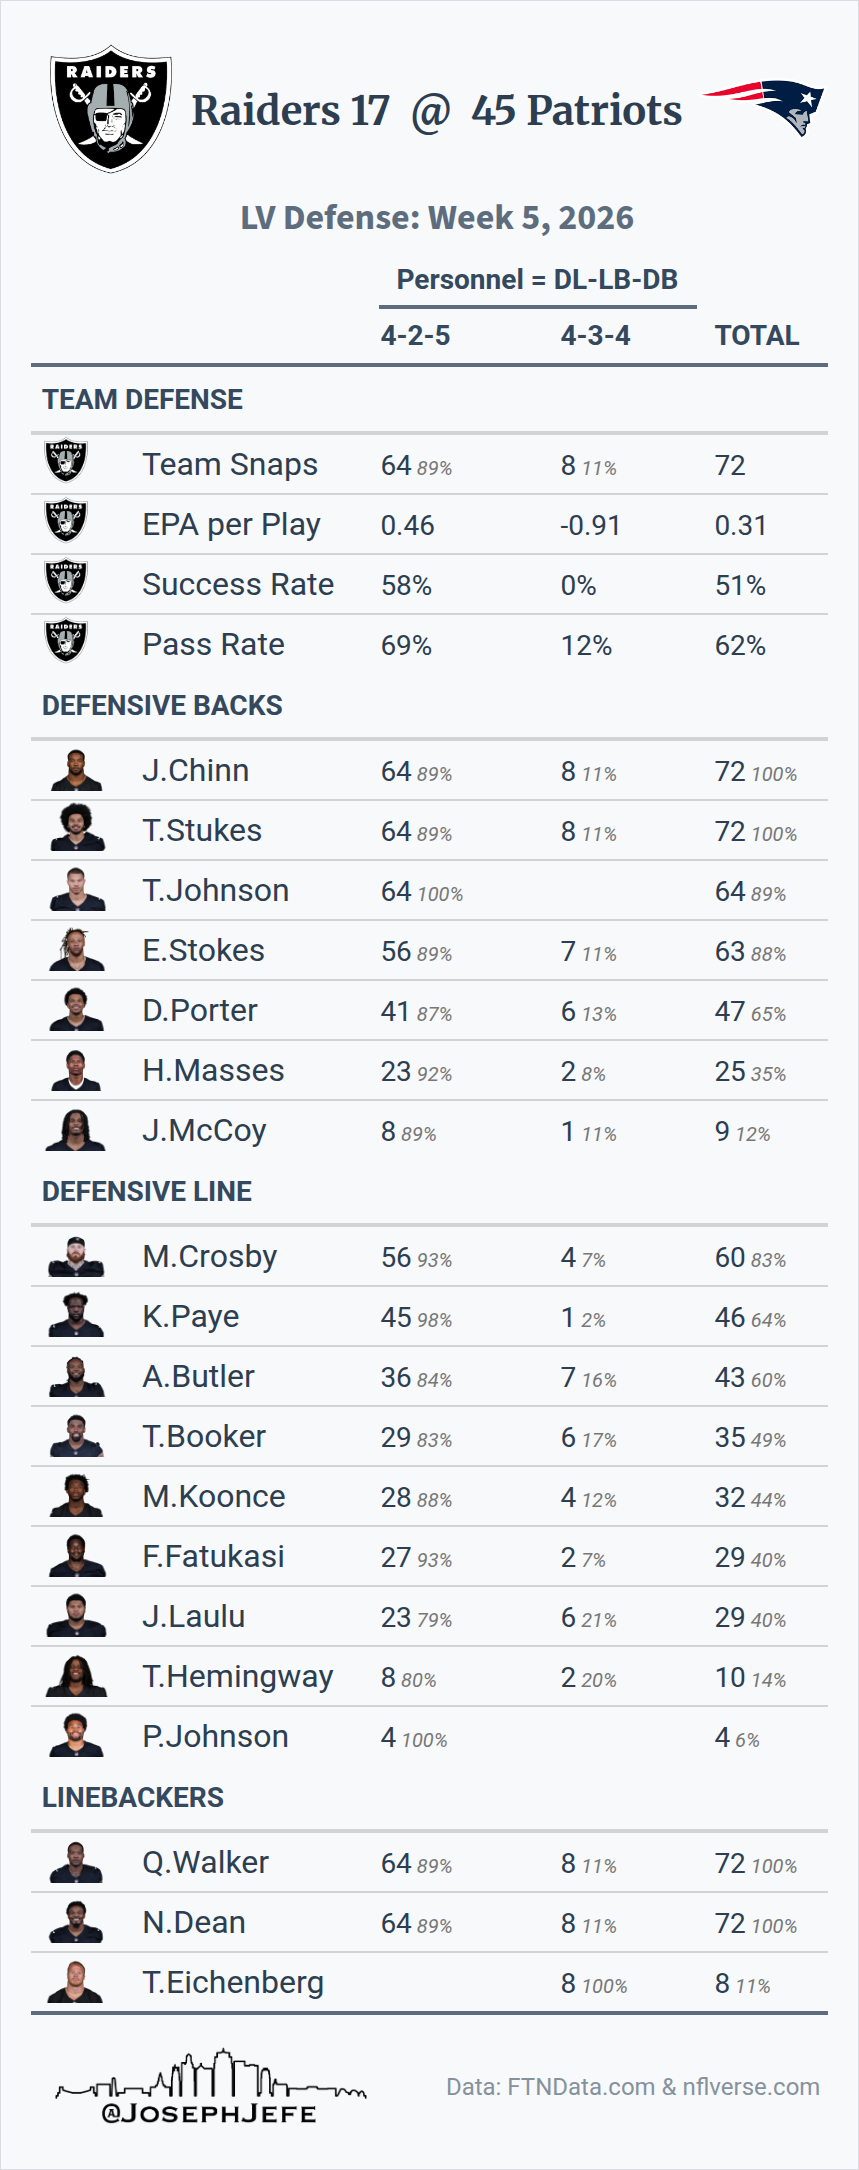 RAIDERS
Raiders 17 @ 45 Patriots
LV Defense: Week 5, 2026
Personnel = DL-LB-DB
4-2-5 4-3-4 TOTAL
TEAM DEFENSE
Team Snaps 64 89% 8 11% 72
EPA per Play 0.46 -0.91 0.31
Success Rate 58% 0% 51%
Pass Rate 69% 12% 62%
DEFENSIVE BACKS
J.Chinn 64 89% 8 11% 72 100%
T.Stukes 64 89% 8 11% 72 100%
T.Johnson 64 100% 64 89%
E.Stokes 56 89% 7 11% 63 88%
D.Porter 41 87% 6 13% 47 65%
H.Masses 23 92% 2 8% 25 35%
J.McCoy 8 89% 1 11% 9 12%
DEFENSIVE LINE
M.Crosby 56 93% 4 7% 60 83%
K.Paye 45 98% 1 2% 46 64%
A.Butler 36 84% 7 16% 43 60%
T.Booker 29 83% 6 17% 35 49%
M.Koonce 28 88% 4 12% 32 44%
F.Fatukasi 27 93% 2 7% 29 40%
J.Laulu 23 79% 6 21% 29 40%
T.Hemingway 8 80% 2 20% 10 14%
P.Johnson 4 100% 4 6%
LINEBACKERS
Q.Walker 64 89% 8 11% 72 100%
N.Dean 64 89% 8 11% 72 100%
T.Eichenberg 8 100% 8 11%
@JOSEPHJEFE
Data: FTNData.com & nflverse.com